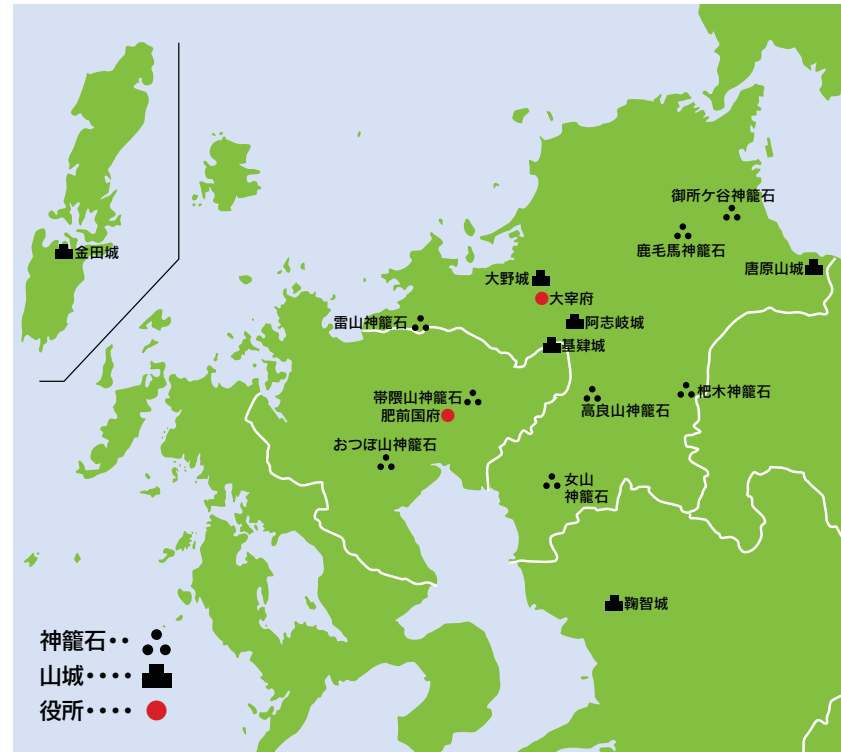 御所ケ谷神籠石
鹿毛馬神籠石
金田城
唐原山城
大野城
大宰府
雷山神籠石
阿志岐城
基肄城
帯隈山神籠石
杷木神籠石
肥前国府
高良山神籠石
おつぼ山神籠石
女山
神籠石
鞠智城
神籠石‥
山城‥‥
役所‥‥